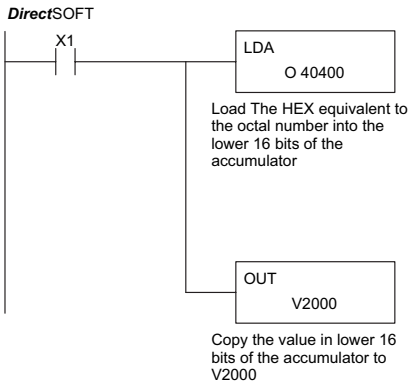 DirectSOFT
X1
LDA
O 40400
Load The HEX equivalent to
the octal number into the
lower 16 bits of the
accumulator
OUT
V2000
Copy the value in lower 16
bits of the accumulator to
V2000